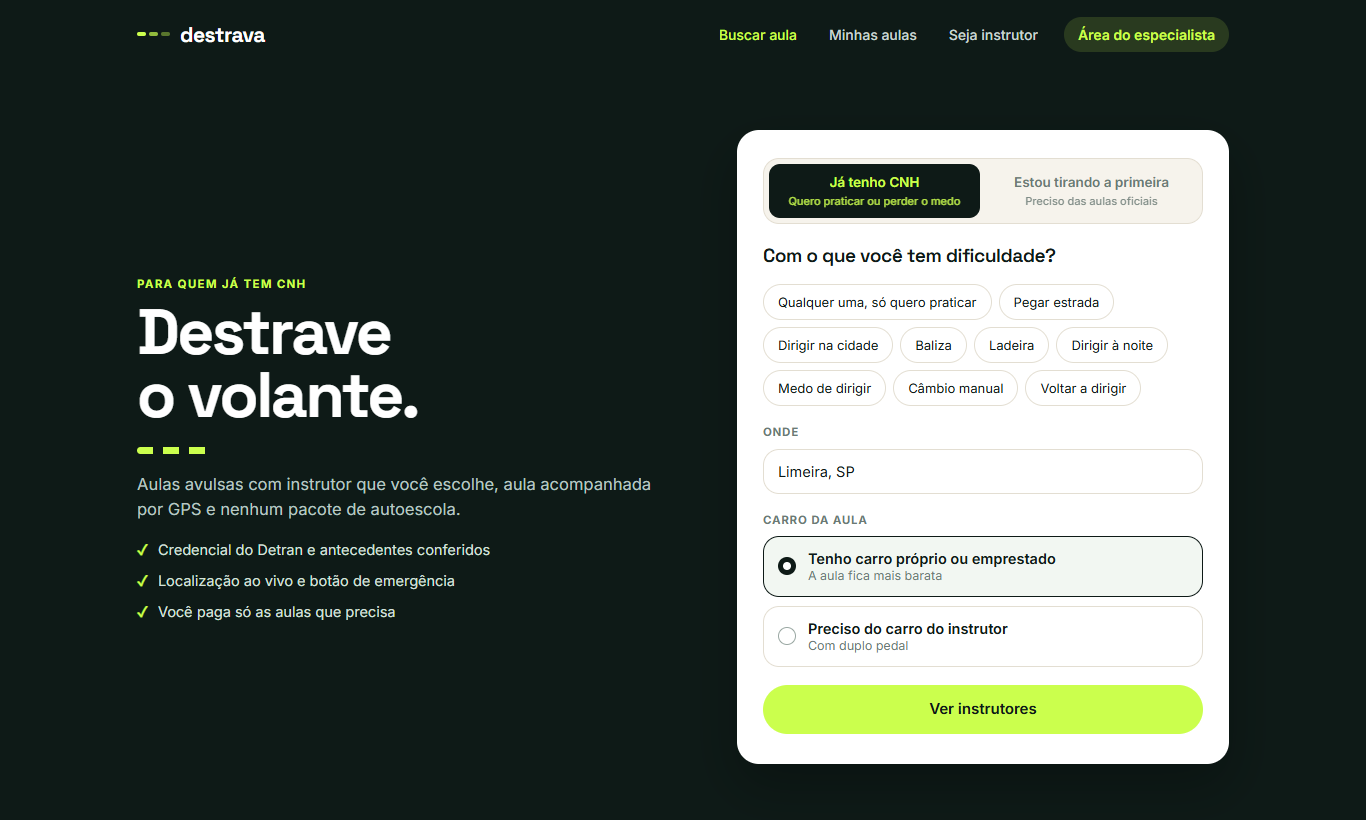 destrava
Buscar aula
Minhas aulas
Seja instrutor
Área do especialista
PARA QUEM JÁ TEM CNH
Destrave
o volante.
Aulas avulsas com instrutor que você escolhe, aula acompanhada
por GPS e nenhum pacote de autoescola.
Credencial do Detran e antecedentes conferidos
Localização ao vivo e botão de emergência
Você paga só as aulas que precisa
Já tenho CNH
Quero praticar ou perder o medo
Estou tirando a primeira
Preciso das aulas oficiais
Com o que você tem dificuldade?
Qualquer uma, só quero praticar
Pegar estrada
Dirigir na cidade
Baliza
Ladeira
Dirigir à noite
Medo de dirigir
Câmbio manual
Voltar a dirigir
ONDE
Limeira, SP
CARRO DA AULA
Tenho carro próprio ou emprestado
A aula fica mais barata
Preciso do carro do instrutor
Com duplo pedal
Ver instrutores